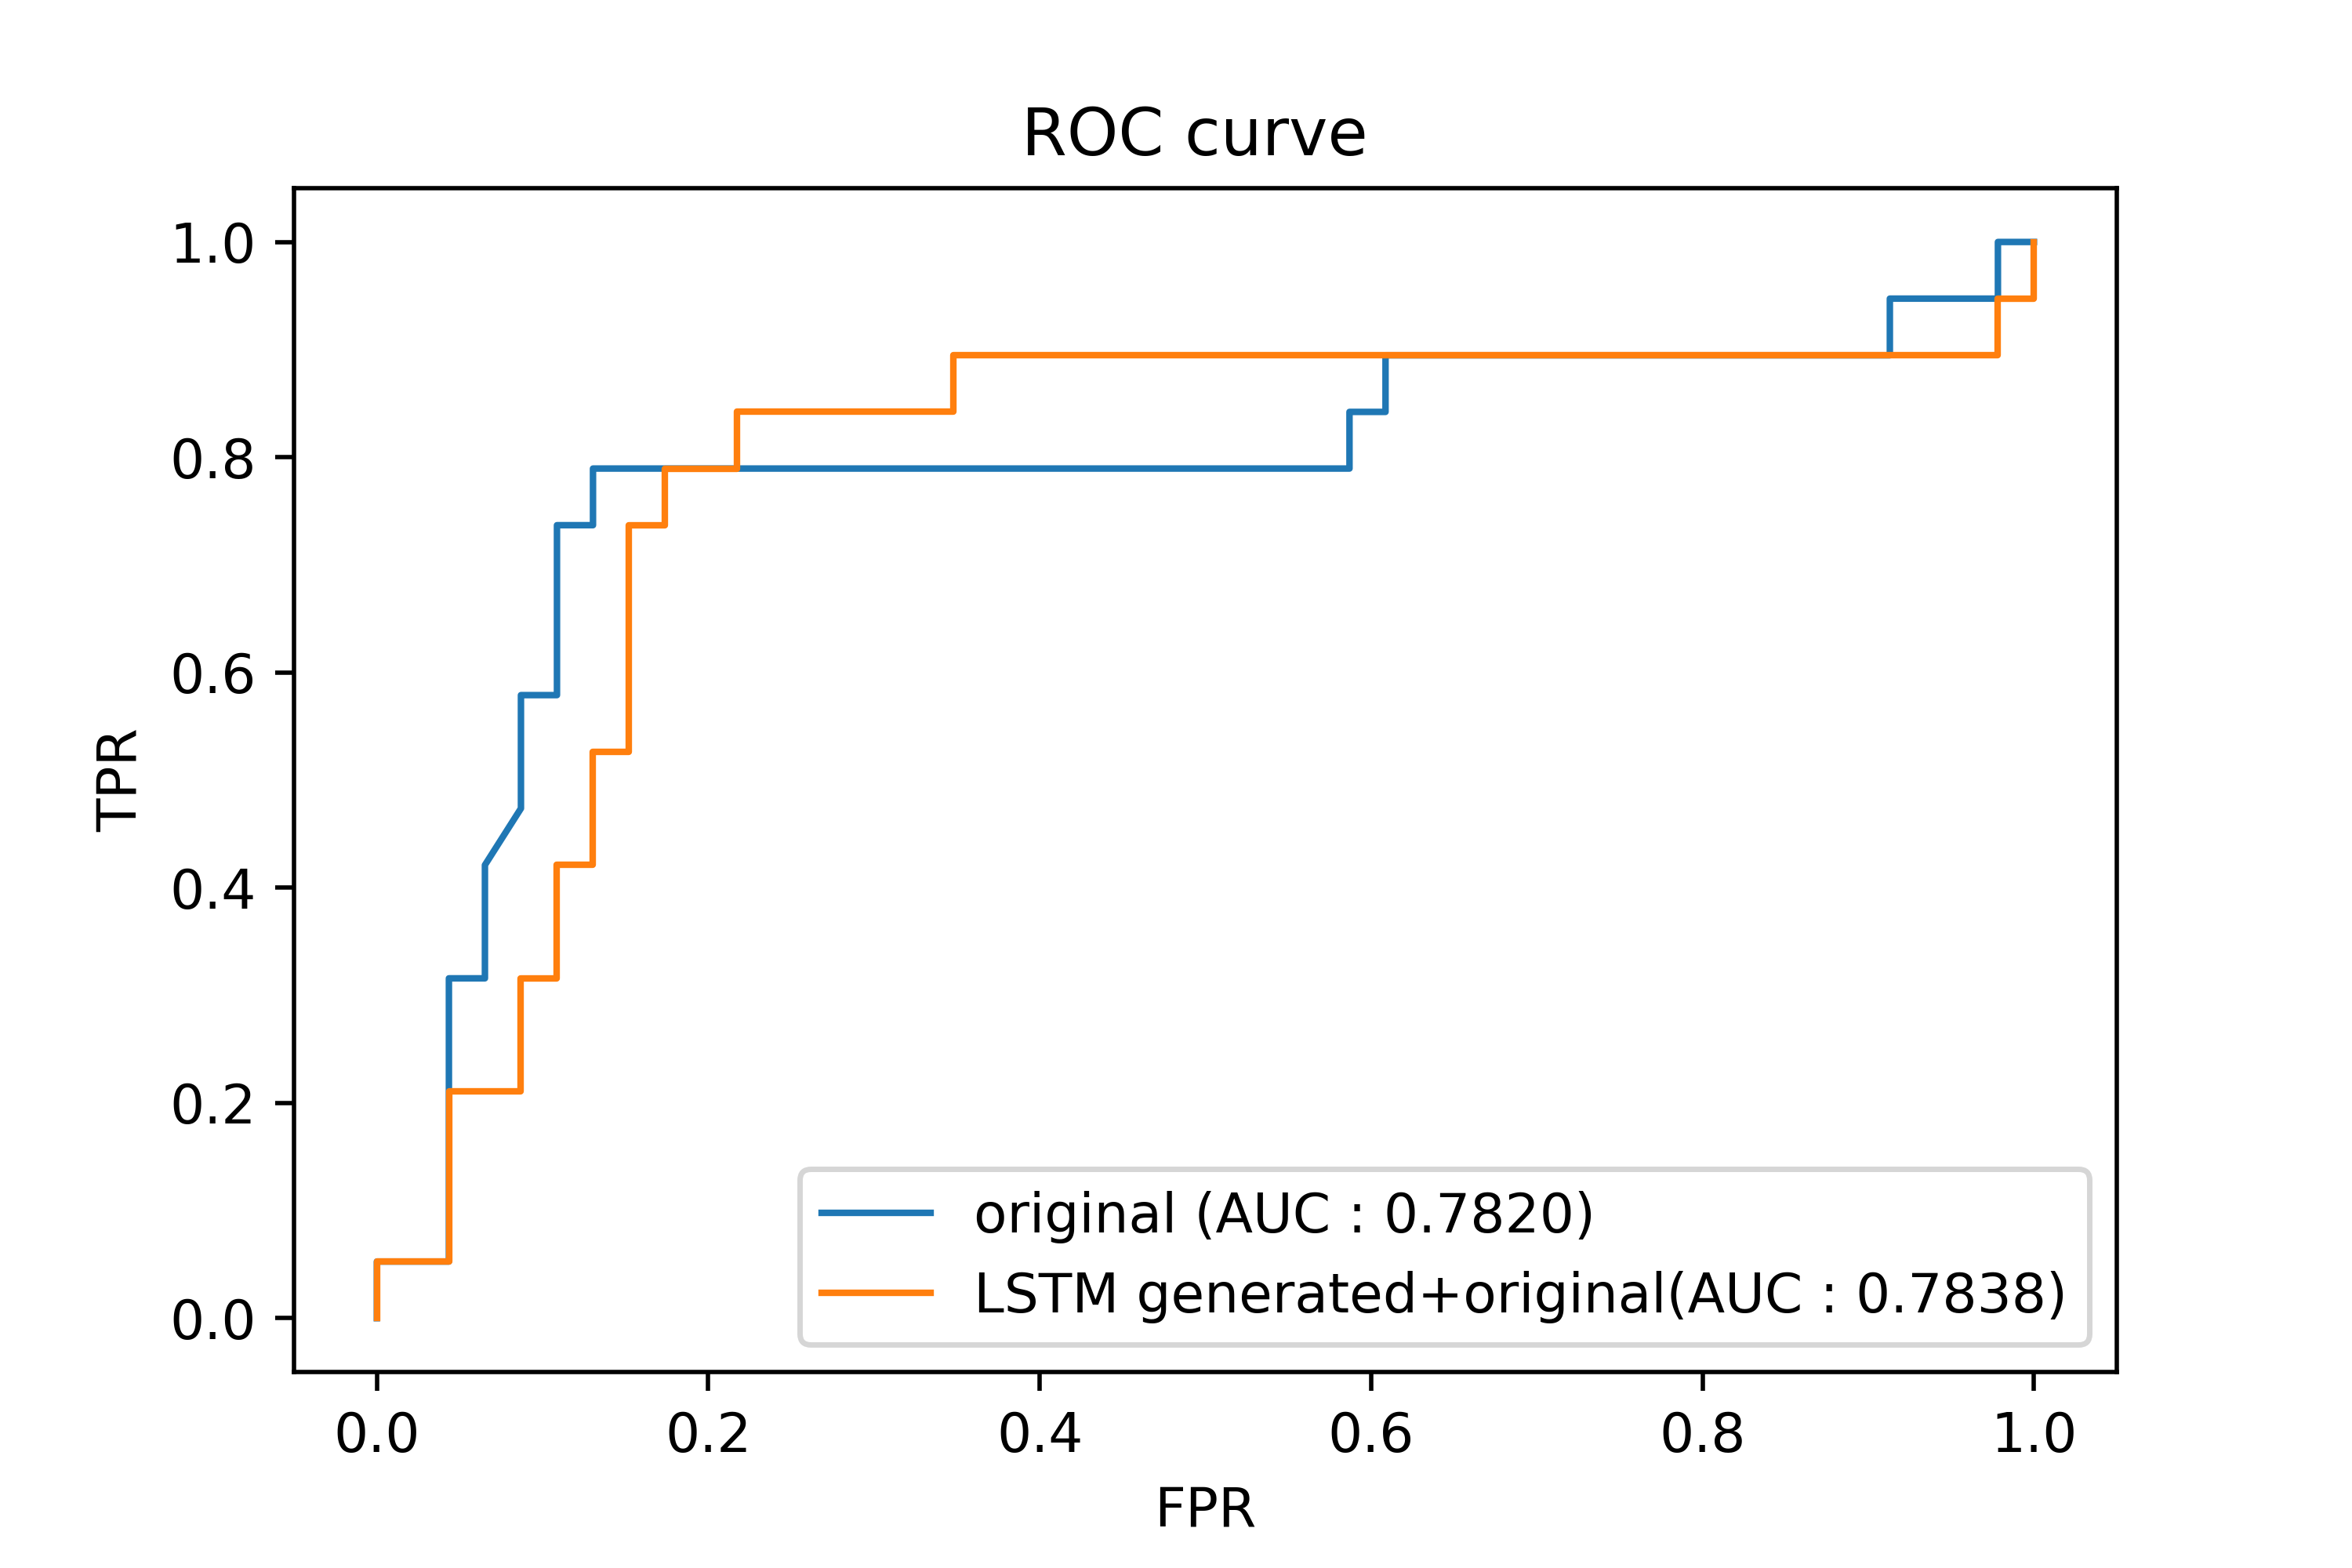 ROC curve
1.0
0.8
0.6
0.4
0.2
0.0
TPR
original (AUC : 0.7820)
LSTM generated+original(AUC : 0.7838)
0.0 0.2 0.4 0.6 0.8 1.0
FPR